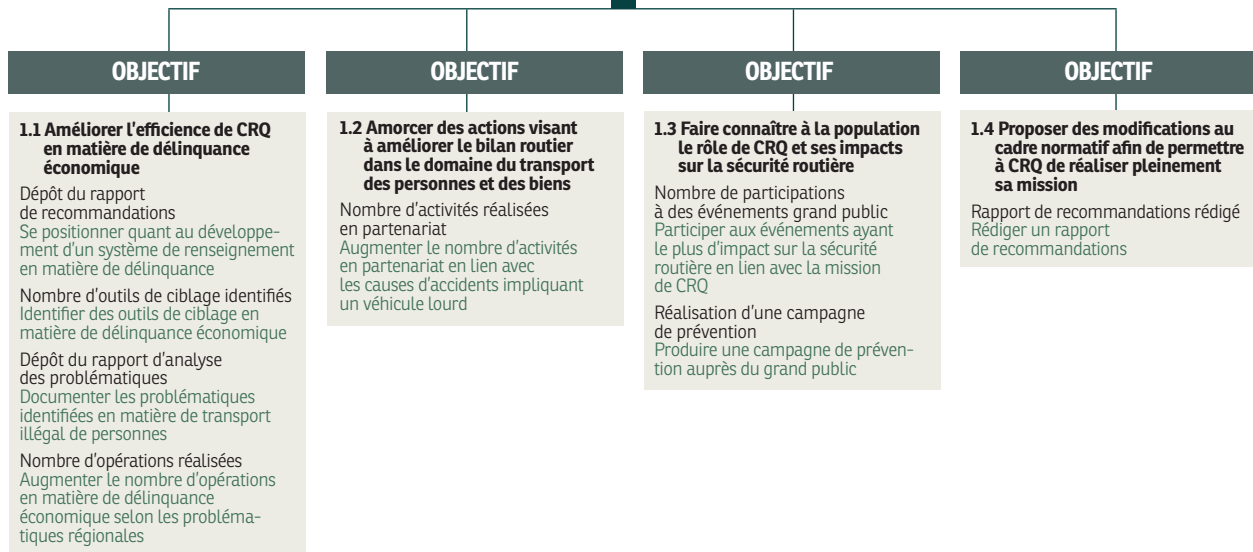 OBJECTIF
1.1 Améliorer l'efficience de CRQ
en matière de délinquance
économique
Dépôt du rapport
de recommandations
Se positionner quant au développe-
ment d'un système de renseignement
en matière de délinquance
Nombre d'outils de ciblage identifiés
Identifier des outils de ciblage en
matière de délinquance économique
Dépôt du rapport d'analyse
des problématiques
Documenter les problématiques
identifiées en matière de transport
illégal de personnes
Nombre d'opérations réalisées
Augmenter le nombre d'opérations
en matière de délinquance
économique selon les probléma-
tiques régionales
OBJECTIF
1.2 Amorcer des actions visant
à améliorer le bilan routier
dans le domaine du transport
des personnes et des biens
Nombre d'activités réalisées
en partenariat
Augmenter le nombre d'activités
en partenariat en lien avec
les causes d'accidents impliquant
un véhicule lourd
OBJECTIF
1.3 Faire connaître à la population
le rôle de CRQ et ses impacts
sur la sécurité routière
Nombre de participations
à des événements grand public
Participer aux événements ayant
le plus d'impact sur la sécurité
routière en lien avec la mission
de CRQ
Réalisation d'une campagne
de prévention
Produire une campagne de préven-
tion auprès du grand public
OBJECTIF
1.4 Proposer des modifications au
cadre normatif afin de permettre
à CRQ de réaliser pleinement
sa mission
Rapport de recommandations rédigé
Rédiger un rapport
de recommandations